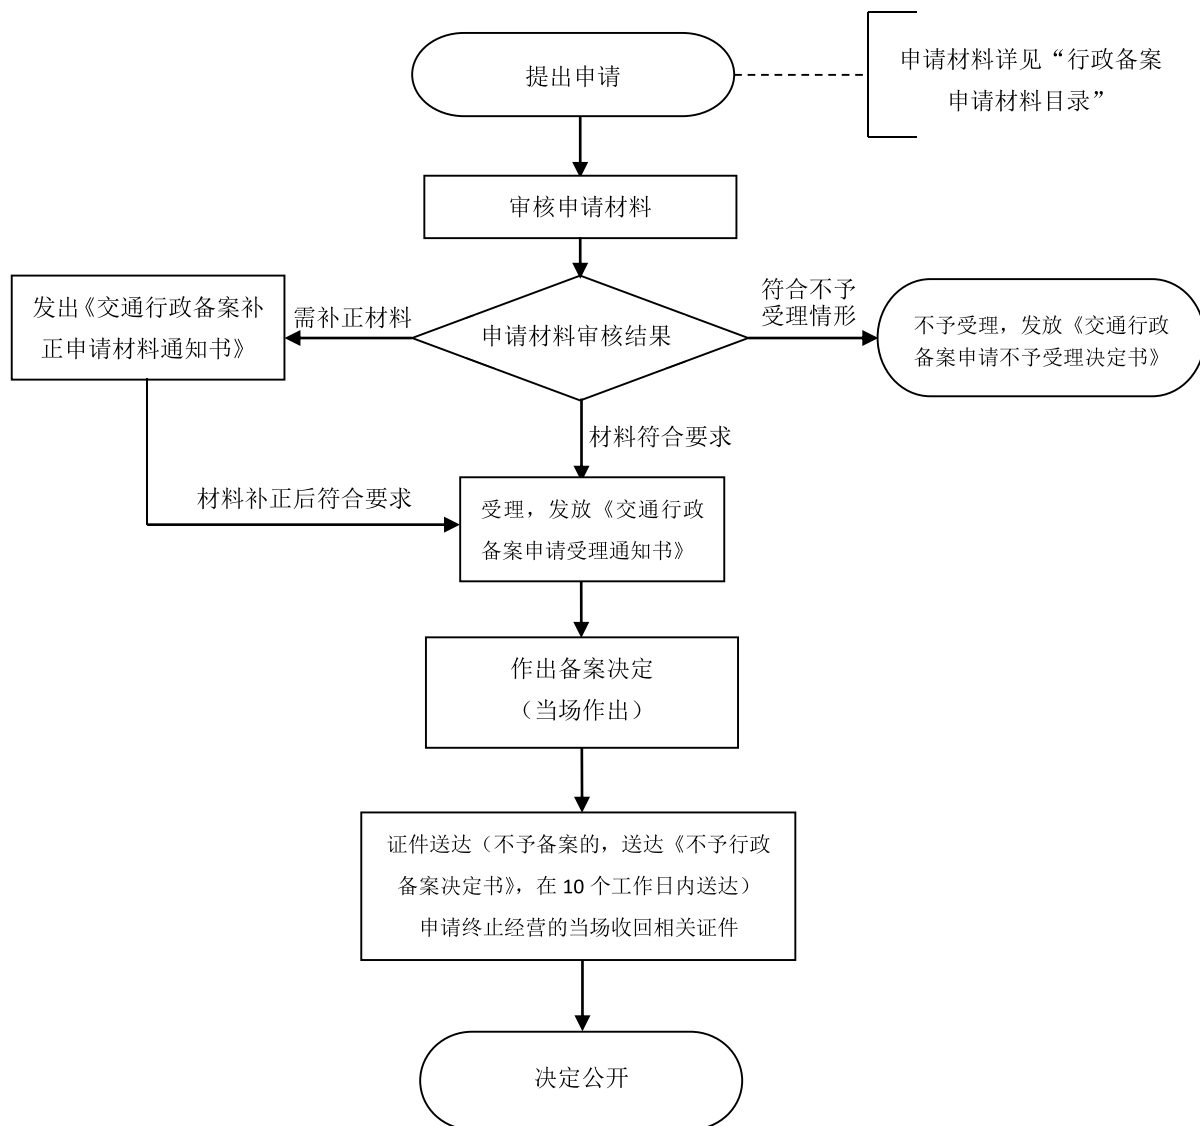 提出申请
申请材料详见“行政备案
申请材料目录”
审核申请材料
发出《交通行政备案补
正申请材料通知书》
需补正材料
申请材料审核结果
符合不予
受理情形
不予受理，发放《交通行政
备案申请不予受理决定书》
材料符合要求
材料补正后符合要求
受理，发放《交通行政
备案申请受理通知书》
作出备案决定
（当场作出）
证件送达（不予备案的，送达《不予行政
备案决定书》，在 10 个工作日内送达）
申请终止经营的当场收回相关证件
决定公开